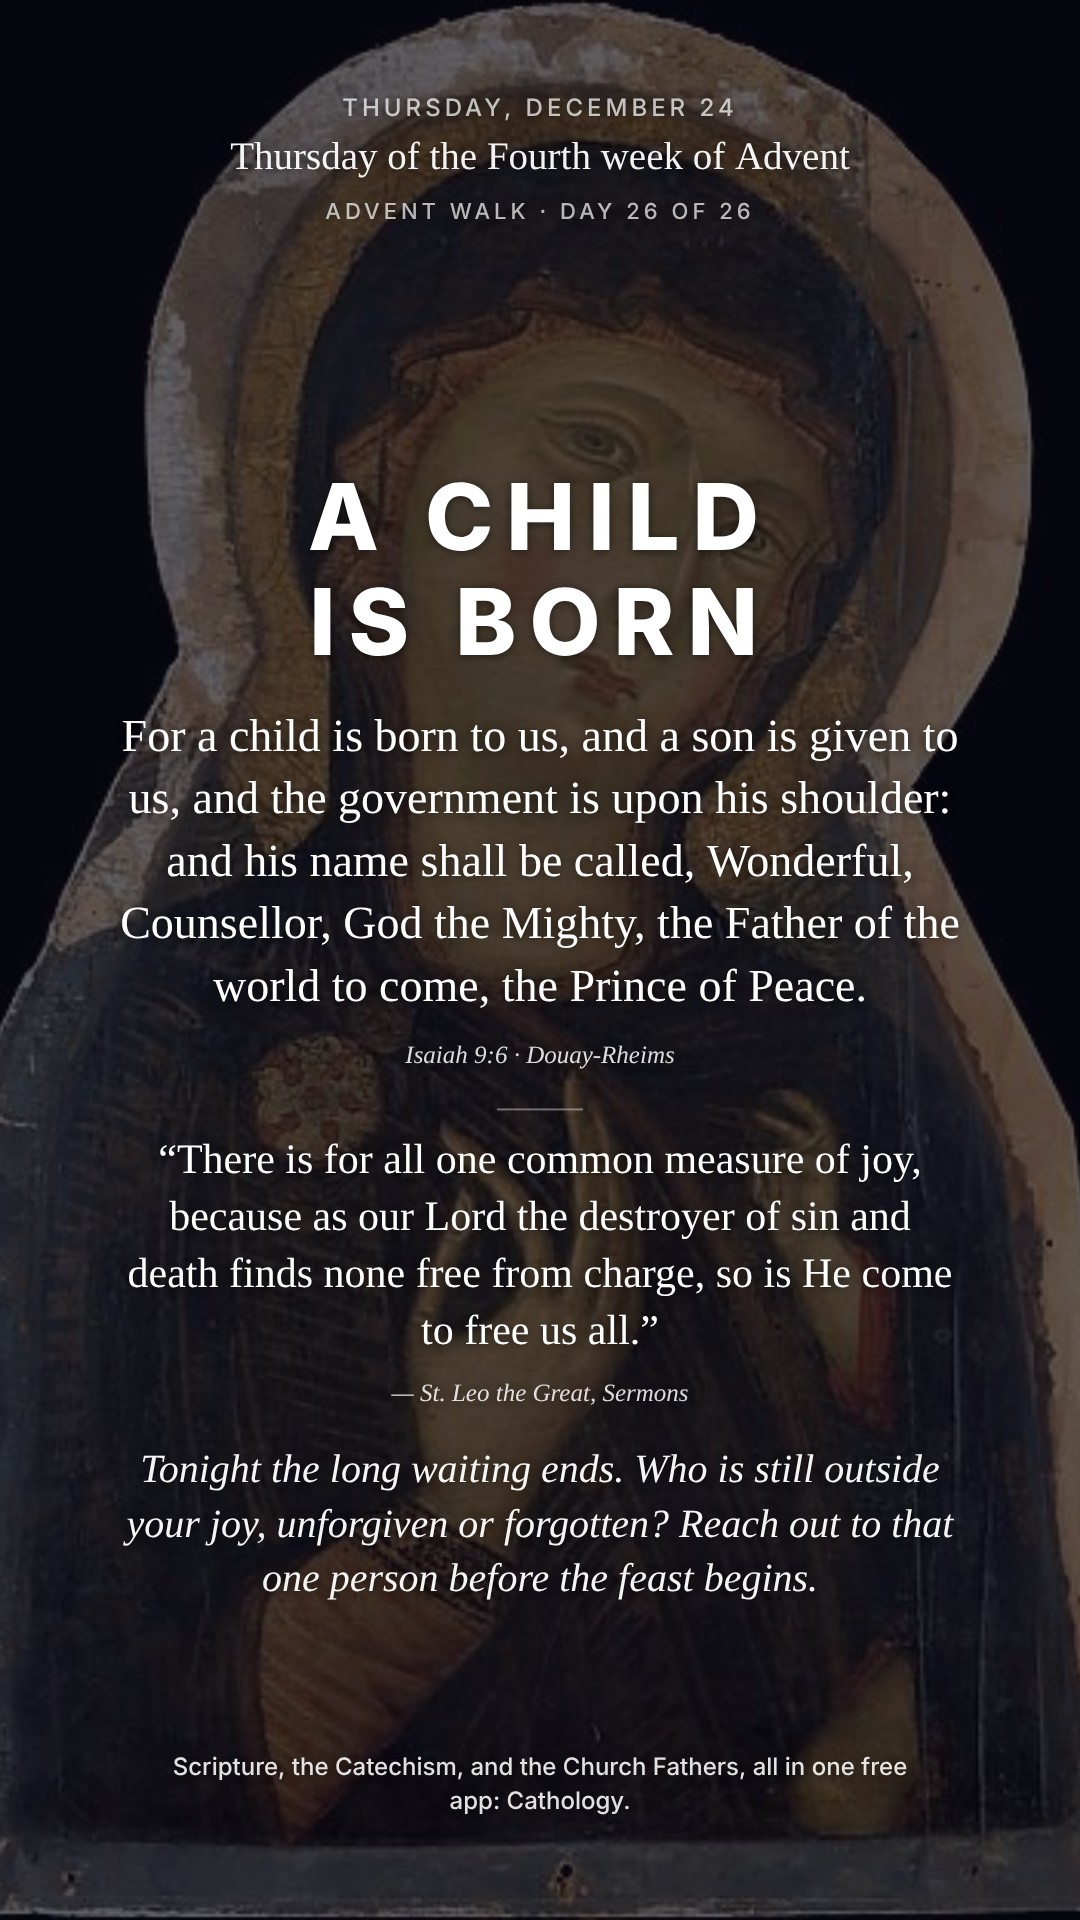 THURSDAY, DECEMBER 24
Thursday of the Fourth week of Advent
ADVENT WALK · DAY 26 OF 26
A CHILD
IS BORN
For a child is born to us, and a son is given to
us, and the government is upon his shoulder:
and his name shall be called, Wonderful,
Counsellor, God the Mighty, the Father of the
world to come, the Prince of Peace.
Isaiah 9:6 · Douay-Rheims
“There is for all one common measure of joy,
because as our Lord the destroyer of sin and
death finds none free from charge, so is He come
to free us all.”
— St. Leo the Great, Sermons
Tonight the long waiting ends. Who is still outside
your joy, unforgiven or forgotten? Reach out to that
one person before the feast begins.
Scripture, the Catechism, and the Church Fathers, all in one free
app: Cathology.